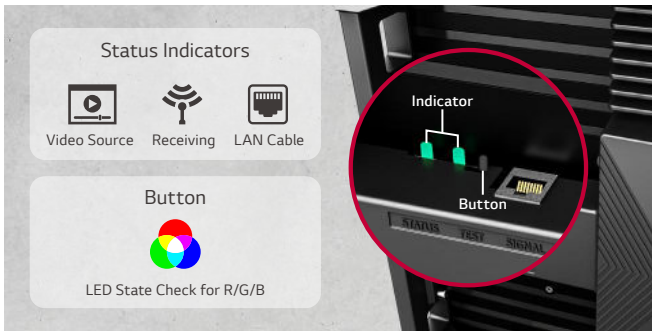 Status Indicators
Video Source
Receiving
LAN Cable
Button
LED State Check for R/G/B
Indicator
Button
STATUS
TEST
SIGNAL